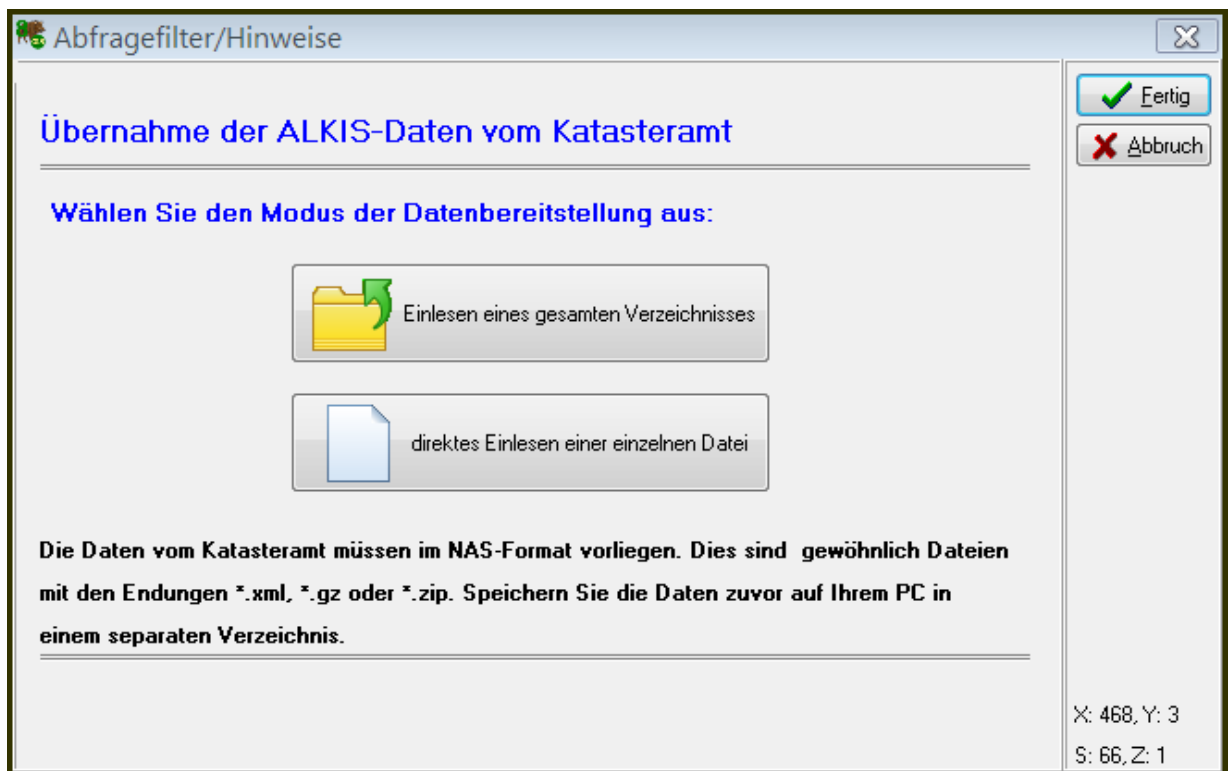 Abfragefilter/Hinweise
Fertig
Abbruch
Übernahme der ALKIS-Daten vom Katasteramt
Wählen Sie den Modus der Datenbereitstellung aus:
Einlesen eines gesamten Verzeichnisses
direktes Einlesen einer einzelnen Datei
Die Daten vom Katasteramt müssen im NAS-Format vorliegen. Dies sind  gewöhnlich Dateien
mit den Endungen *.xml, *.gz oder *.zip. Speichern Sie die Daten zuvor auf Ihrem PC in
einem separaten Verzeichnis.
X: 468, Y: 3
S: 66, Z: 1